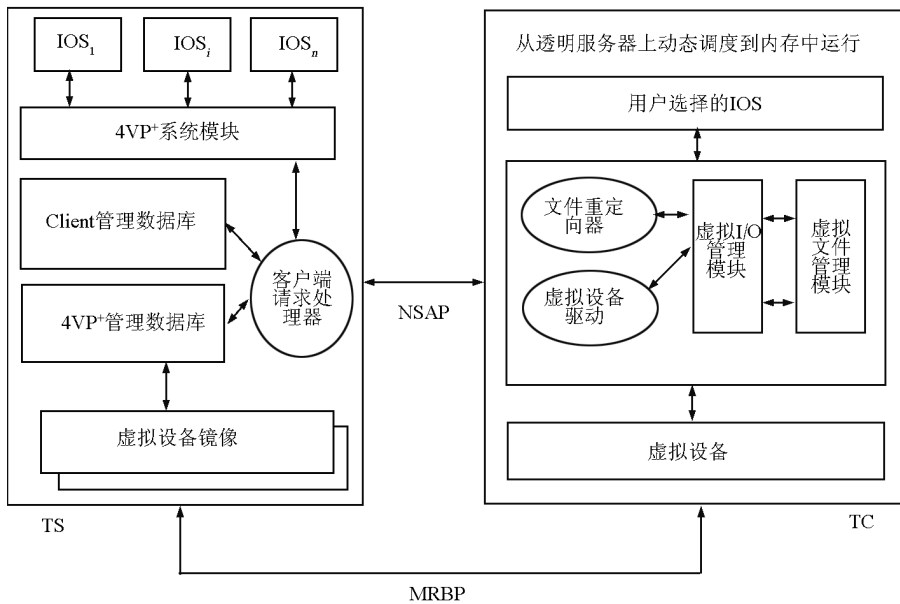 IOS₁
IOSᵢ
IOSₙ
4VP⁺系统模块
Client管理数据库
4VP⁺管理数据库
客户端
请求处
理器
虚拟设备镜像
TS
NSAP
MRBP
从透明服务器上动态调度到内存中运行
用户选择的IOS
文件重定
向器
虚拟设备
驱动
虚拟I/O
管理
模块
虚拟
文件
管理
模块
虚拟设备
TC